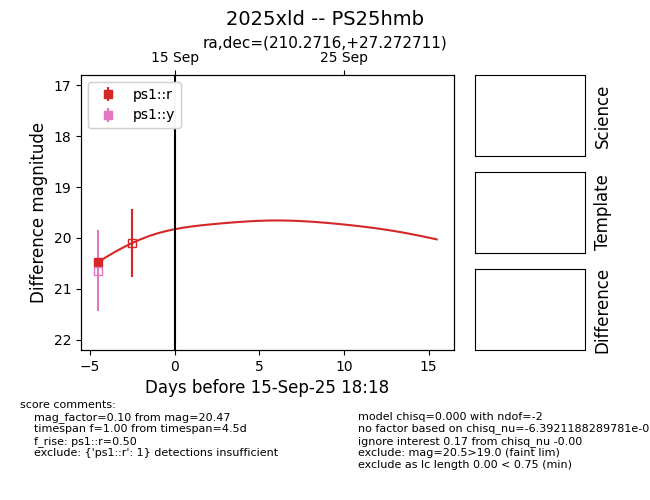 2025xld -- PS25hmb
ra,dec=(210.2716,+27.272711)
15 Sep
25 Sep
ps1::r
ps1::y
17
18
19
20
21
22
Difference magnitude
−5
0
5
10
15
Days before 15-Sep-25 18:18
Science
Template
Difference
score comments:
mag_factor=0.10 from mag=20.47
timespan f=1.00 from timespan=4.5d
f_rise: ps1::r=0.50
exclude: {'ps1::r': 1} detections insufficient
model chisq=0.000 with ndof=-2
no factor based on chisq_nu=-6.3921188289781e-0
ignore interest 0.17 from chisq_nu -0.00
exclude: mag=20.5>19.0 (faint lim)
exclude as lc length 0.00 < 0.75 (min)